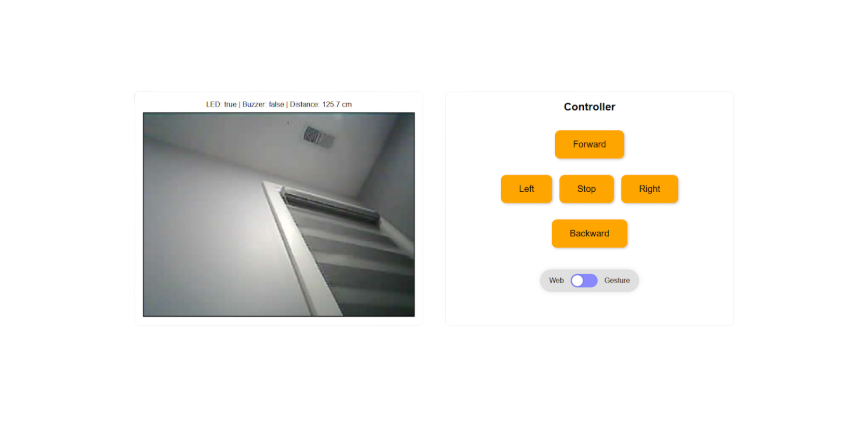 LED: true | Buzzer: false | Distance: 125.7 cm
Controller
Forward
Left Stop Right
Backward
Web Gesture